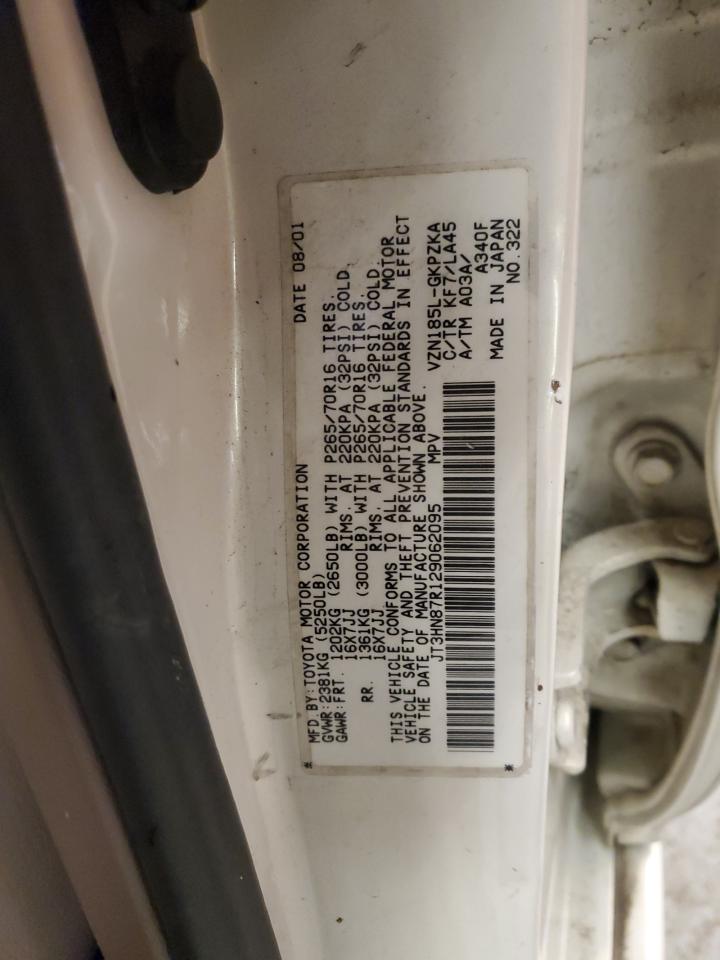 MFD.BY:TOYOTA MOTOR CORPORATION DATE 08/01
GVWR:2381KG (5250LB)
GAWR:FRT. 1202KG (2650LB) WITH P265/70R16 TIRES.
16X7JJ RIMS. AT 220KPA (32PSI) COLD.
RR. 1361KG (3000LB) WITH P265/70R16 TIRES.
16X7JJ RIMS. AT 220KPA (32PSI) COLD.
THIS VEHICLE CONFORMS TO ALL APPLICABLE FEDERAL MOTOR
VEHICLE SAFETY AND THEFT PREVENTION STANDARDS IN EFFECT
ON THE DATE OF MANUFACTURE SHOWN ABOVE.
JT3HN87R129062095 MPV
VZN185L-GKPZKA
C/TR KF7/LA45
A/TM A03A/
A340F
MADE IN JAPAN
NO.322